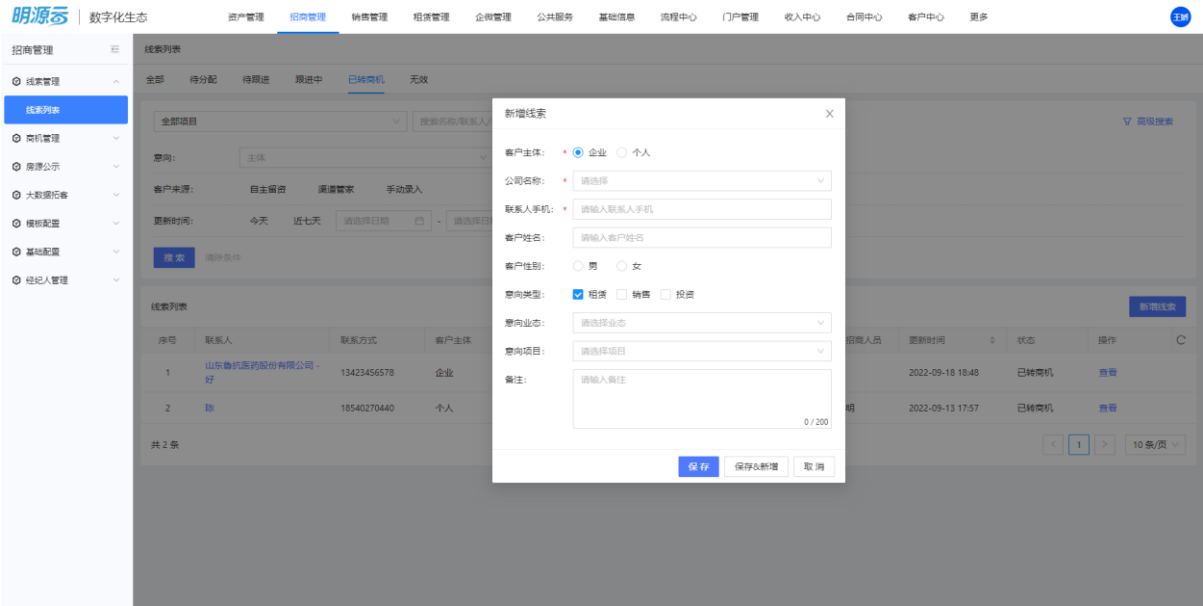 明源云 数字化生态 资产管理 招商管理 销售管理 租赁管理 企微管理 公共服务 基础信息 流程中心 门户管理 收入中心 合同中心 客户中心 更多 王娇
招商管理
线索管理
线索列表
商机管理
房源公示
大数据拓客
模板配置
基础配置
经纪人管理
线索列表
全部 待分配 待跟进 跟进中 已转商机 无效
全部项目 搜索名称/联系人/ 高级搜索
意向: 主体
客户来源: 自主留资 渠道管家 手动录入
更新时间: 今天 近七天 请选择日期 - 请选择日
搜索 清除条件
线索列表 新增线索
序号 联系人 联系方式 客户主体 招商人员 更新时间 状态 操作
1 山东鲁抗医药股份有限公司 - 好 13423456578 企业 2022-09-18 18:48 已转商机 查看
2 陈 18540270440 个人 明 2022-09-13 17:57 已转商机 查看
共 2 条 < 1 > 10 条/页
新增线索
客户主体: * 企业 个人
公司名称: * 请选择
联系人手机: * 请输入联系人手机
客户姓名: 请输入客户姓名
客户性别: 男 女
意向类型: 租赁 销售 投资
意向业态: 请选择业态
意向项目: 请选择项目
备注: 请输入备注
0 / 200
保存 保存&新增 取消